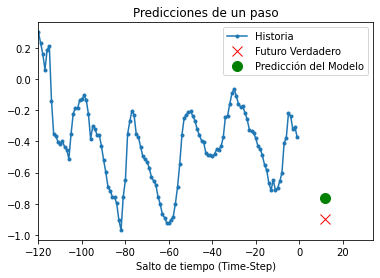 Predicciones de un paso
Historia
Futuro Verdadero
Predicción del Modelo
0.2
0.0
−0.2
−0.4
−0.6
−0.8
−1.0
−120 −100 −80 −60 −40 −20 0 20
Salto de tiempo (Time-Step)